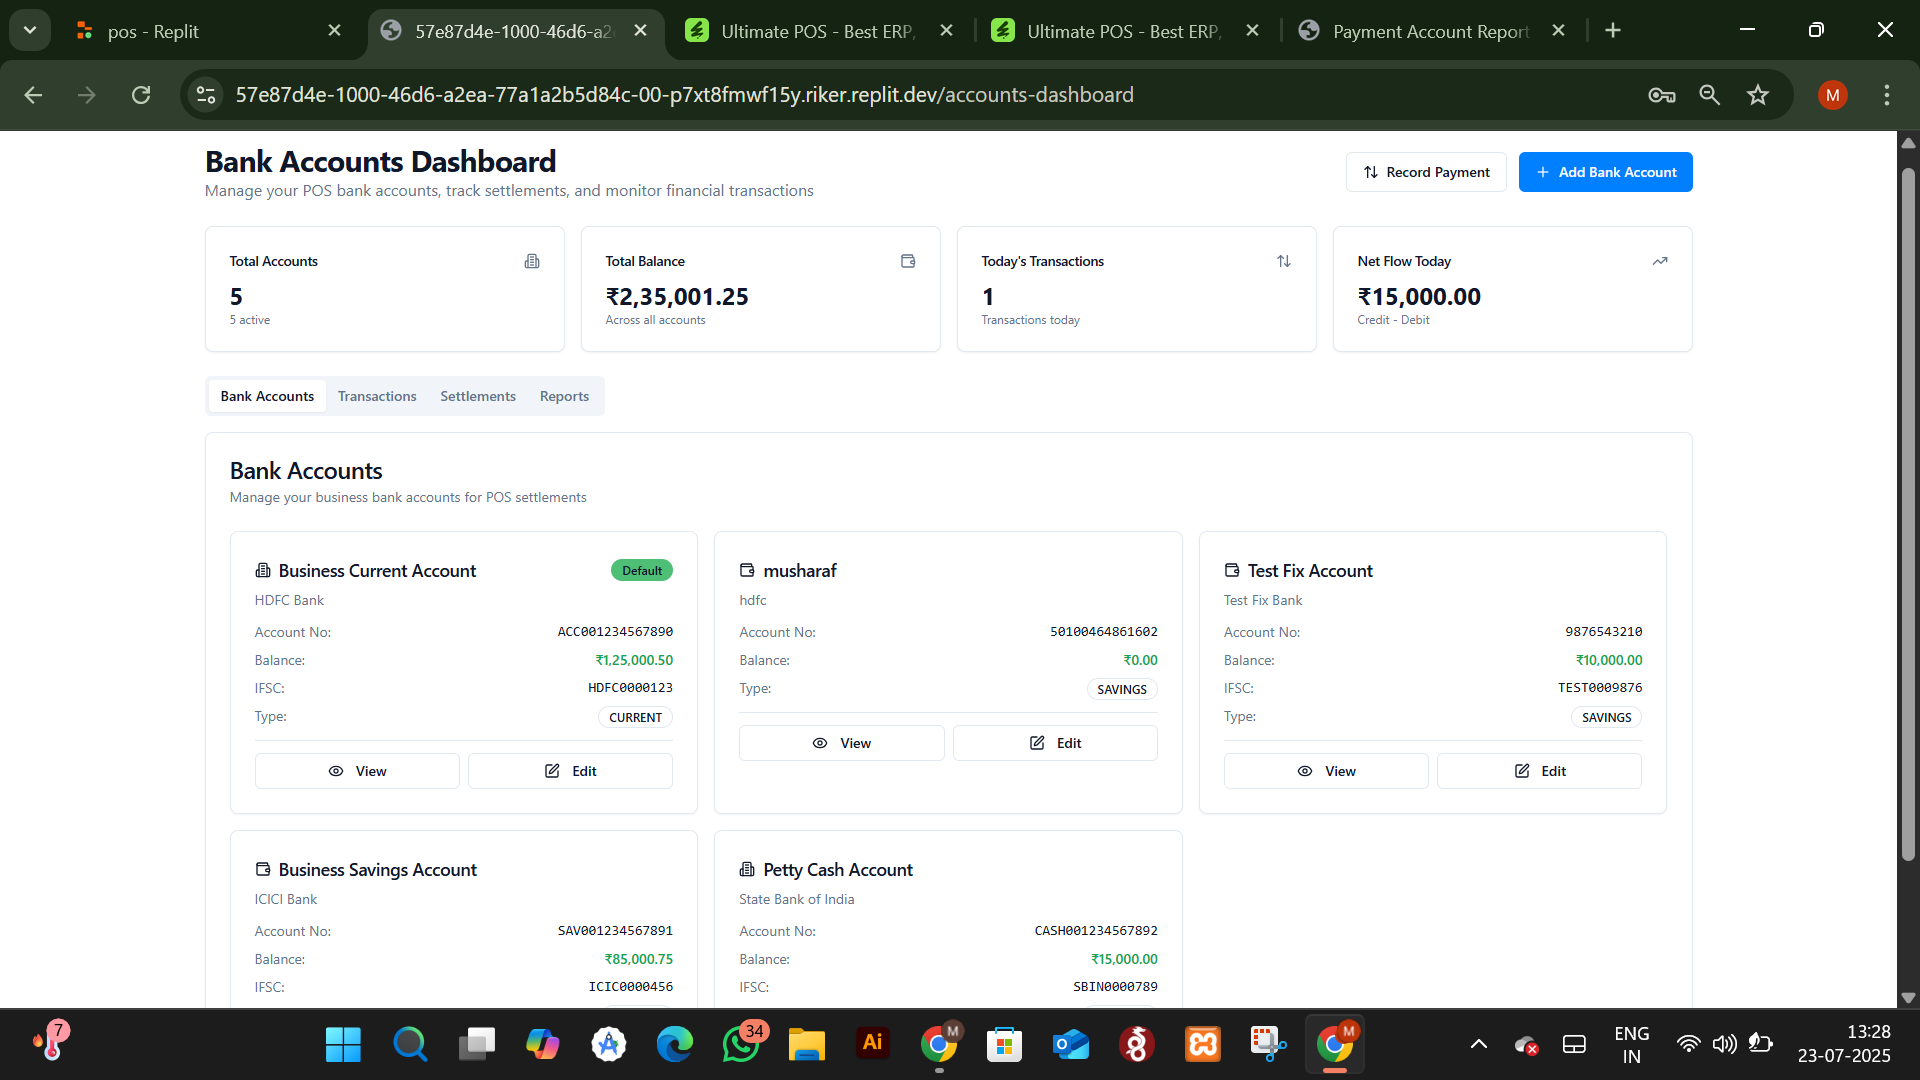 pos - Replit
57e87d4e-1000-46d6-a2
Ultimate POS - Best ERP,
Ultimate POS - Best ERP,
Payment Account Report
57e87d4e-1000-46d6-a2ea-77a1a2b5d84c-00-p7xt8fmwf15y.riker.replit.dev/accounts-dashboard
M
Bank Accounts Dashboard
Manage your POS bank accounts, track settlements, and monitor financial transactions
Record Payment
Add Bank Account
Total Accounts
5
5 active
Total Balance
₹2,35,001.25
Across all accounts
Today's Transactions
1
Transactions today
Net Flow Today
₹15,000.00
Credit - Debit
Bank Accounts Transactions Settlements Reports
Bank Accounts
Manage your business bank accounts for POS settlements
Business Current Account Default
HDFC Bank
Account No: ACC001234567890
Balance: ₹1,25,000.50
IFSC: HDFC0000123
Type: CURRENT
View Edit
musharaf
hdfc
Account No: 50100464861602
Balance: ₹0.00
Type: SAVINGS
View Edit
Test Fix Account
Test Fix Bank
Account No: 9876543210
Balance: ₹10,000.00
IFSC: TEST0009876
Type: SAVINGS
View Edit
Business Savings Account
ICICI Bank
Account No: SAV001234567891
Balance: ₹85,000.75
IFSC: ICIC0000456
Petty Cash Account
State Bank of India
Account No: CASH001234567892
Balance: ₹15,000.00
IFSC: SBIN0000789
7
34
Ai
M
M
ENG
IN
13:28
23-07-2025